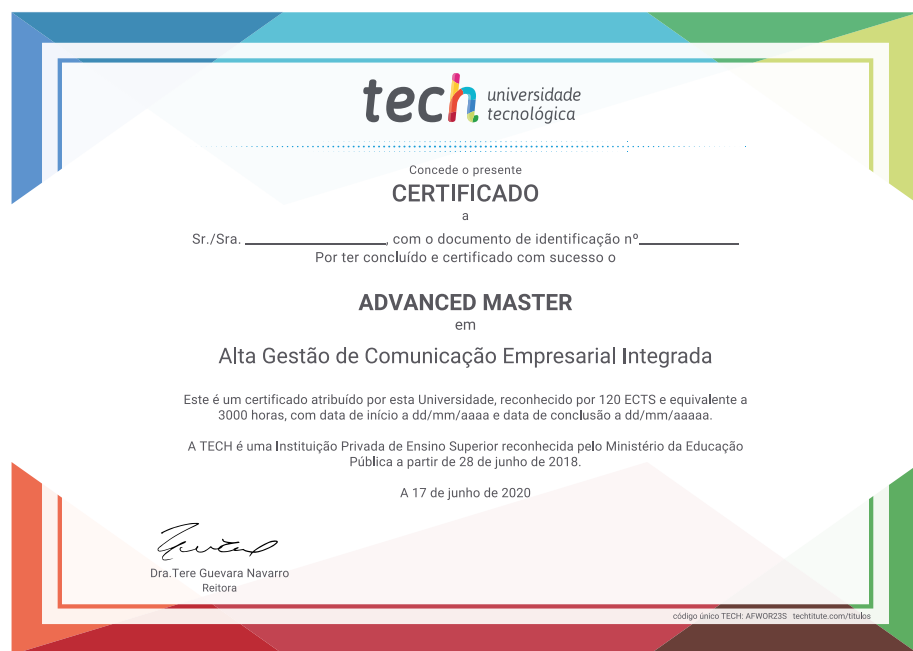 tech universidade
tecnológica
Concede o presente
CERTIFICADO
a
Sr./Sra. ________________, com o documento de identificação nº____________
Por ter concluído e certificado com sucesso o
ADVANCED MASTER
em
Alta Gestão de Comunicação Empresarial Integrada
Este é um certificado atribuído por esta Universidade, reconhecido por 120 ECTS e equivalente a
3000 horas, com data de início a dd/mm/aaaa e data de conclusão a dd/mm/aaaaa.
A TECH é uma Instituição Privada de Ensino Superior reconhecida pelo Ministério da Educação
Pública a partir de 28 de junho de 2018.
A 17 de junho de 2020
Dra.Tere Guevara Navarro
Reitora
código único TECH: AFWOR23S techtitute.com/titulos